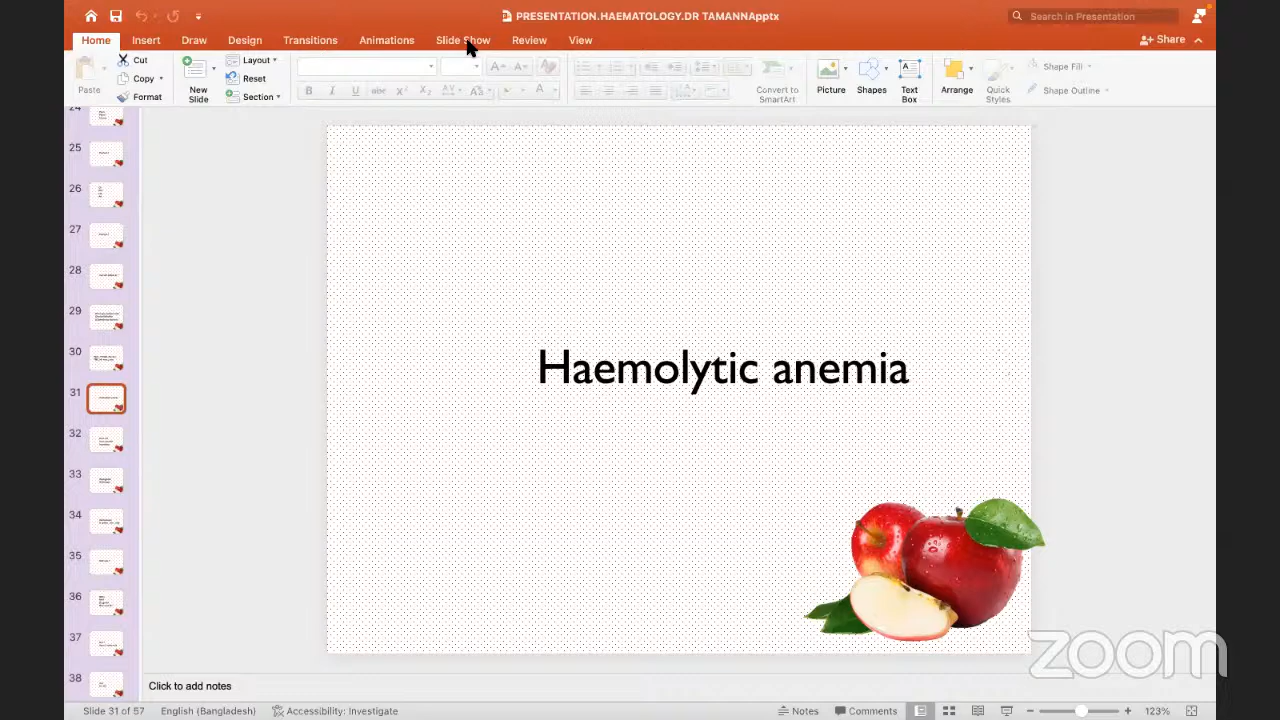 PRESENTATION.HAEMATOLOGY.DR TAMANNApptx
Search in Presentation
Home Insert Draw Design Transitions Animations Slide Show Review View
Share
Paste
Cut
Copy
Format
New
Slide
Layout
Reset
Section
Convert to
SmartArt
Picture
Shapes
Text
Box
Arrange
Quick
Styles
Shape Fill
Shape Outline
24
25
26
27
28
29
30
31
32
33
34
35
36
37
38
Haemolytic anemia
zoom
Click to add notes
Slide 31 of 57 English (Bangladesh) Accessibility: Investigate Notes Comments 123%